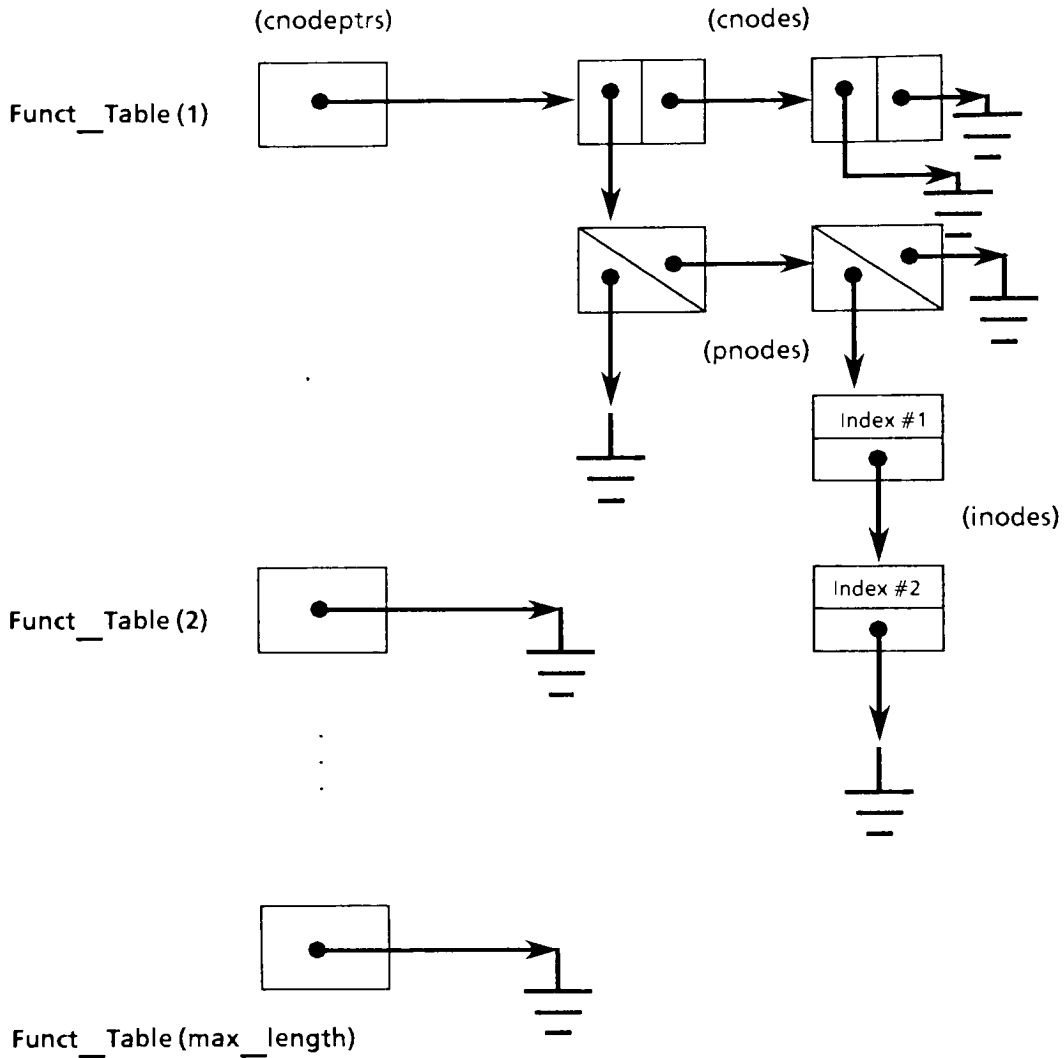 (cnodeptrs)
(cnodes)
Funct_Table (1)
(pnodes)
Index #1
(inodes)
Index #2
Funct_Table (2)
Funct_Table (max_length)